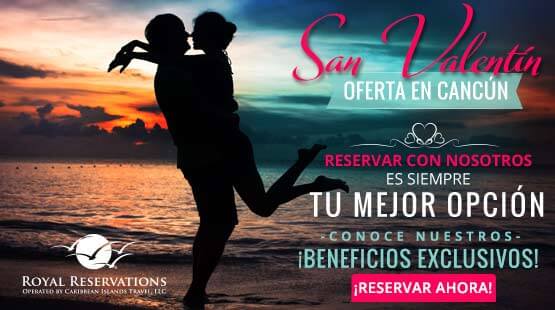 San Valentín
OFERTA EN CANCÚN
RESERVAR CON NOSOTROS
ES SIEMPRE
TU MEJOR OPCIÓN
-CONOCE NUESTROS-
¡BENEFICIOS EXCLUSIVOS!
¡RESERVAR AHORA!
ROYAL RESERVATIONS
OPERATED BY CARIBBEAN ISLANDS TRAVEL, LLC